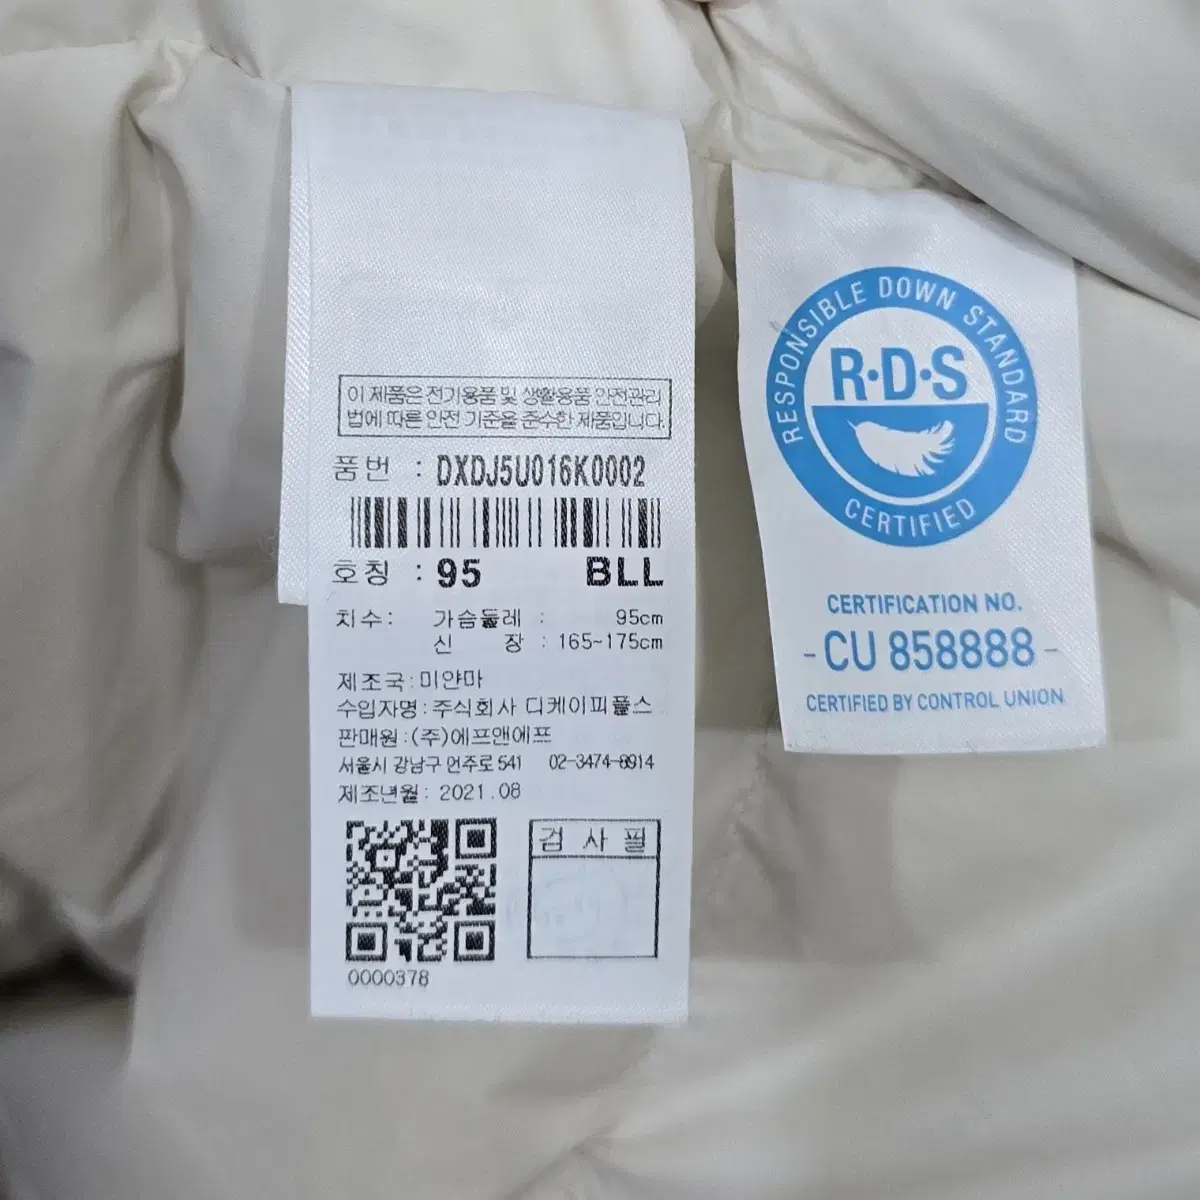 이 제품은 전기용품 및 생활용품 안전관리
법에 따른 안전 기준을 준수한 제품입니다.
품번 : DXDJ5U016K0002
호칭 : 95 BLL
치수: 가슴둘레 : 95cm
신 장 : 165~175cm
제조국:미얀마
수입자명:주식회사 디케이피플스
판매원:(주)에프앤에프
서울시 강남구 언주로 541 02-3474-8914
제조년월: 2021.08
검 사 필
0000378
RESPONSIBLE DOWN STANDARD
R·D·S
CERTIFIED
CERTIFICATION NO.
- CU 858888 -
CERTIFIED BY CONTROL UNION